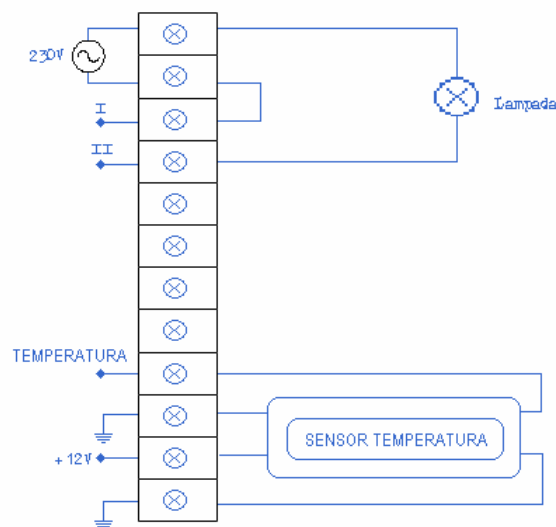 230V
I
II
Lampada
TEMPERATURA
SENSOR TEMPERATURA
+12V